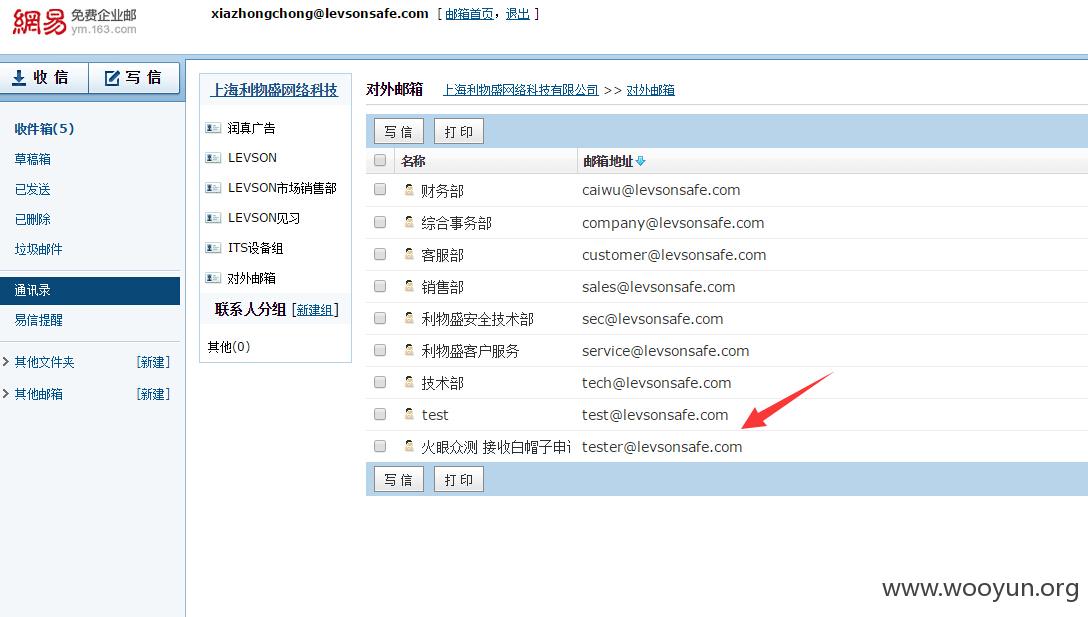 網易 免费企业邮
ym.163.com
xiazhongchong@levsonsafe.com [ 邮箱首页, 退出 ]
收 信 写 信
收件箱(5)
草稿箱
已发送
已删除
垃圾邮件
通讯录
易信提醒
其他文件夹 [新建]
其他邮箱 [新建]
上海利物盛网络科技
润真广告
LEVSON
LEVSON市场销售部
LEVSON见习
ITS设备组
对外邮箱
联系人分组 [新建组]
其他(0)
对外邮箱 上海利物盛网络科技有限公司 >> 对外邮箱
写 信 打 印
名称 邮箱地址
财务部 caiwu@levsonsafe.com
综合事务部 company@levsonsafe.com
客服部 customer@levsonsafe.com
销售部 sales@levsonsafe.com
利物盛安全技术部 sec@levsonsafe.com
利物盛客户服务 service@levsonsafe.com
技术部 tech@levsonsafe.com
test test@levsonsafe.com
火眼众测 接收白帽子申 tester@levsonsafe.com
写 信 打 印
www.wooyun.org